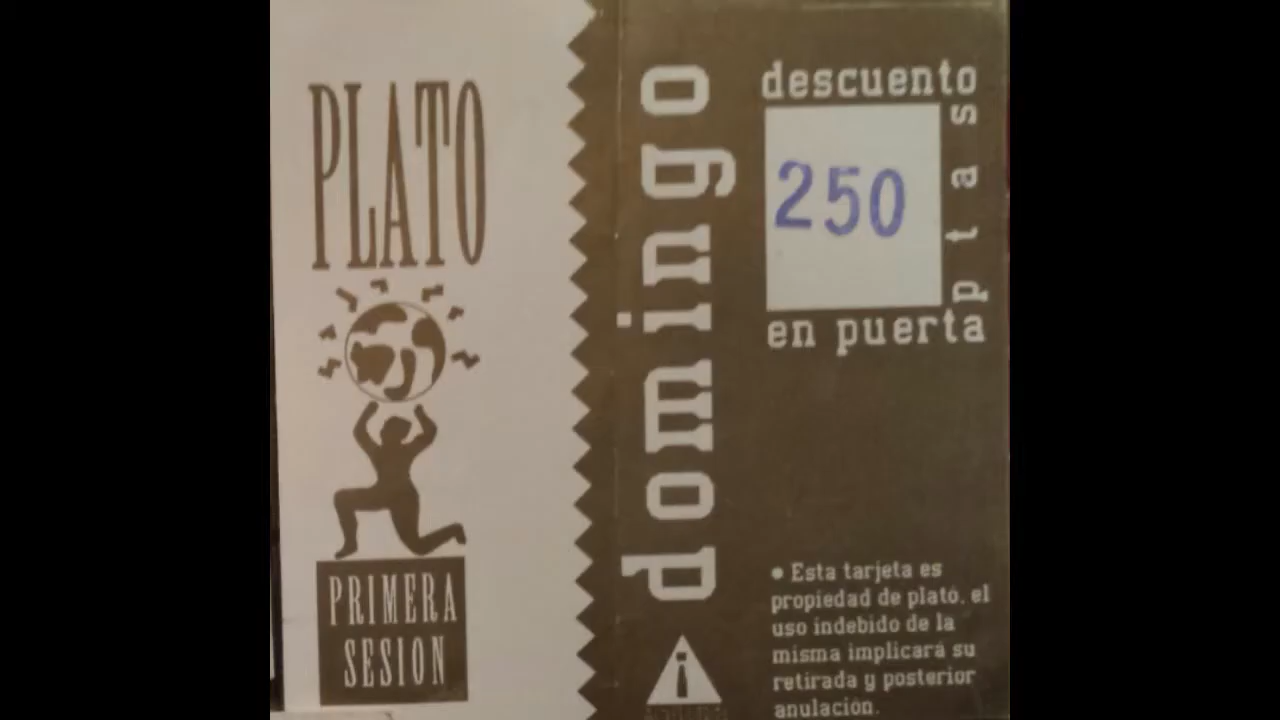 PLATO
PRIMERA
SESION
domingo
descuento
250
ptas
en puerta
• Esta tarjeta es
propiedad de plató, el
uso indebido de la
misma implicará su
retirada y posterior
anulación.